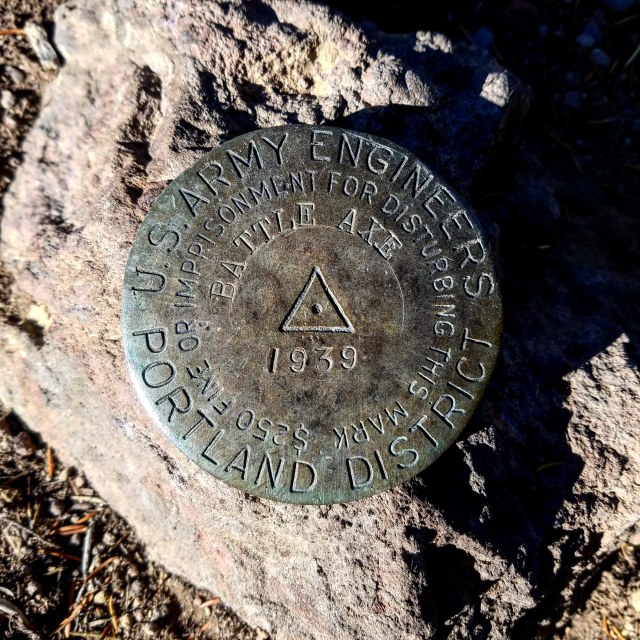 U.S. ARMY ENGINEERS
PORTLAND DISTRICT
$250 FINE OR IMPRISONMENT FOR DISTURBING THIS MARK
BATTLE AXE
1939